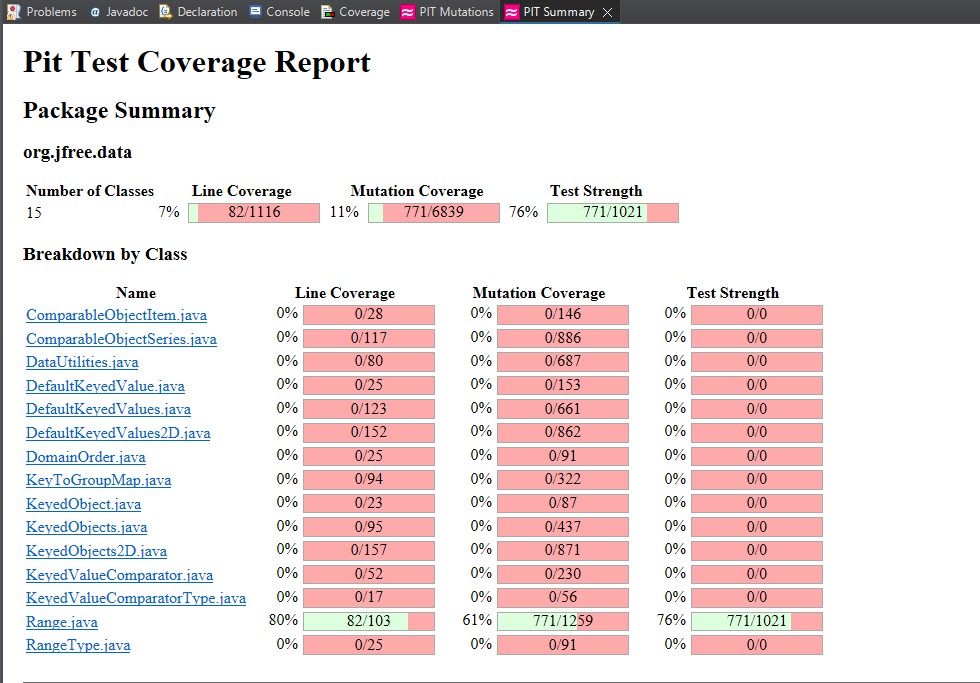 Problems Javadoc Declaration Console Coverage PIT Mutations PIT Summary
Pit Test Coverage Report
Package Summary
org.jfree.data
Number of Classes Line Coverage Mutation Coverage Test Strength
15 7% 82/1116 11% 771/6839 76% 771/1021
Breakdown by Class
Name Line Coverage Mutation Coverage Test Strength
ComparableObjectItem.java 0% 0/28 0% 0/146 0% 0/0
ComparableObjectSeries.java 0% 0/117 0% 0/886 0% 0/0
DataUtilities.java 0% 0/80 0% 0/687 0% 0/0
DefaultKeyedValue.java 0% 0/25 0% 0/153 0% 0/0
DefaultKeyedValues.java 0% 0/123 0% 0/661 0% 0/0
DefaultKeyedValues2D.java 0% 0/152 0% 0/862 0% 0/0
DomainOrder.java 0% 0/25 0% 0/91 0% 0/0
KeyToGroupMap.java 0% 0/94 0% 0/322 0% 0/0
KeyedObject.java 0% 0/23 0% 0/87 0% 0/0
KeyedObjects.java 0% 0/95 0% 0/437 0% 0/0
KeyedObjects2D.java 0% 0/157 0% 0/871 0% 0/0
KeyedValueComparator.java 0% 0/52 0% 0/230 0% 0/0
KeyedValueComparatorType.java 0% 0/17 0% 0/56 0% 0/0
Range.java 80% 82/103 61% 771/1259 76% 771/1021
RangeType.java 0% 0/25 0% 0/91 0% 0/0